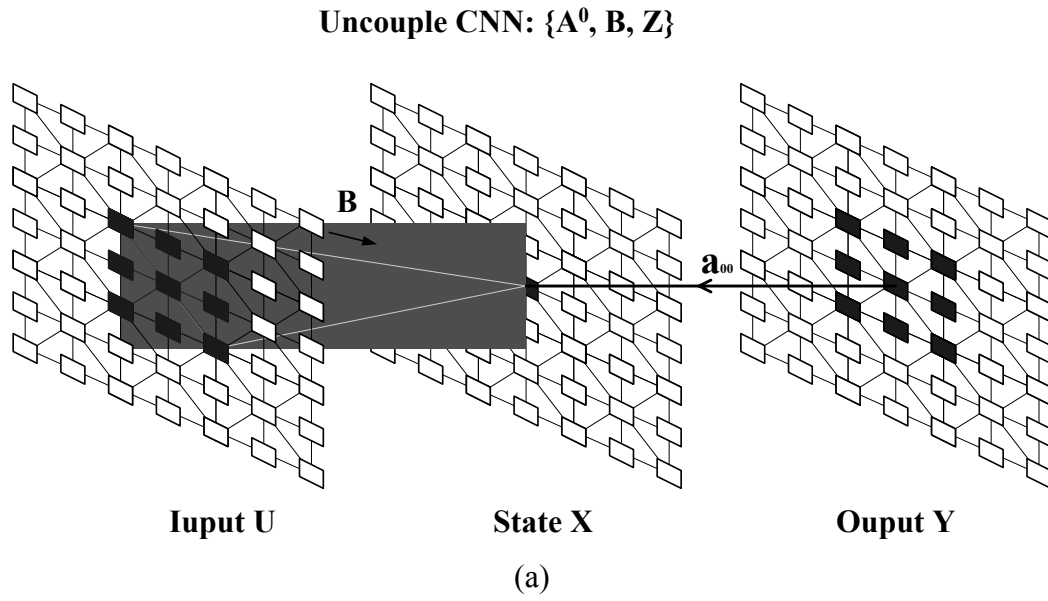 Uncouple CNN: {A⁰, B, Z}
B
a₀₀
Iuput U
State X
Ouput Y
(a)